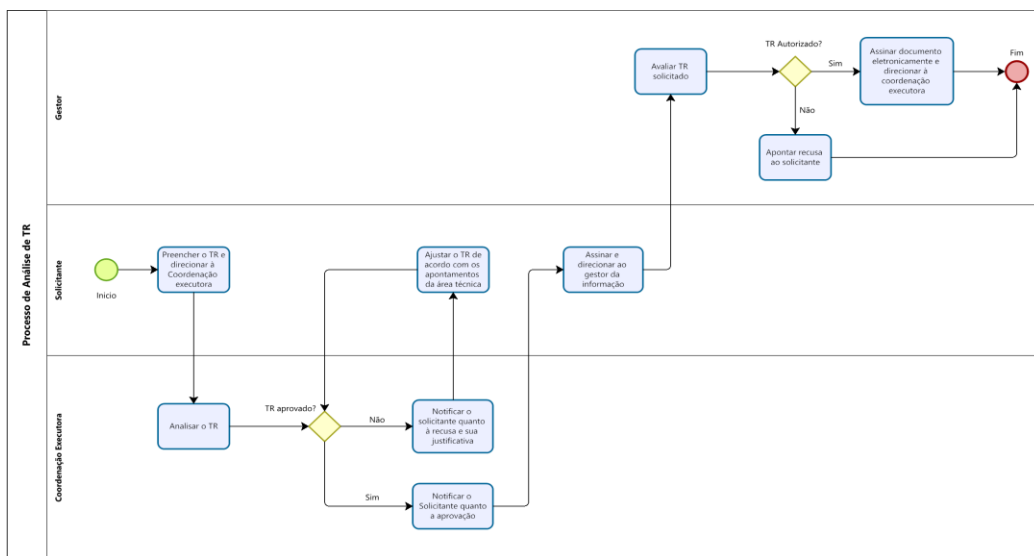 Processo de Análise de TR
Gestor
Avaliar TR
solicitado
TR Autorizado?
Sim
Não
Assinar documento
eletronicamente e
direcionar à
coordenação
executora
Fim
Apontar recusa
ao solicitante
Solicitante
Inicio
Preencher o TR e
direcionar à
Coordenação
executora
Ajustar o TR de
acordo com os
apontamentos
da área técnica
Assinar e
direcionar ao
gestor da
informação
Coordenação Executora
Analisar o TR
TR aprovado?
Não
Notificar o
solicitante quanto
à recusa e sua
justificativa
Sim
Notificar o
Solicitante quanto
a aprovação